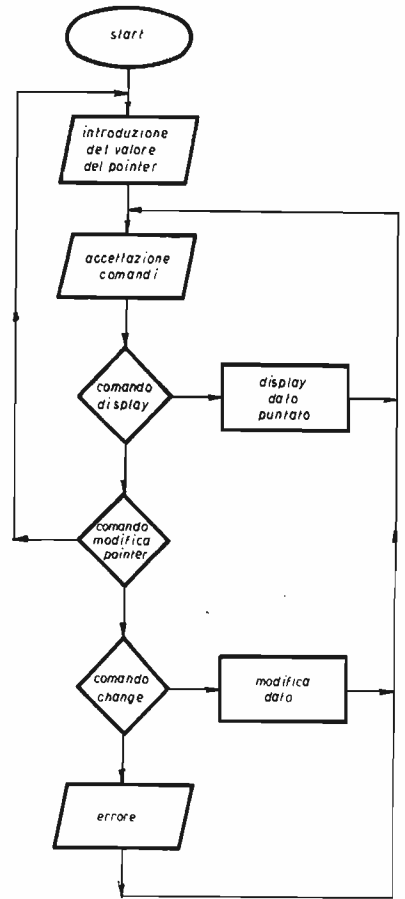 start
introduzione
del valore
del pointer
accettazione
comandi
comando
display
display
dato
puntato
comando
modifica
pointer
comando
change
modifica
dato
errore